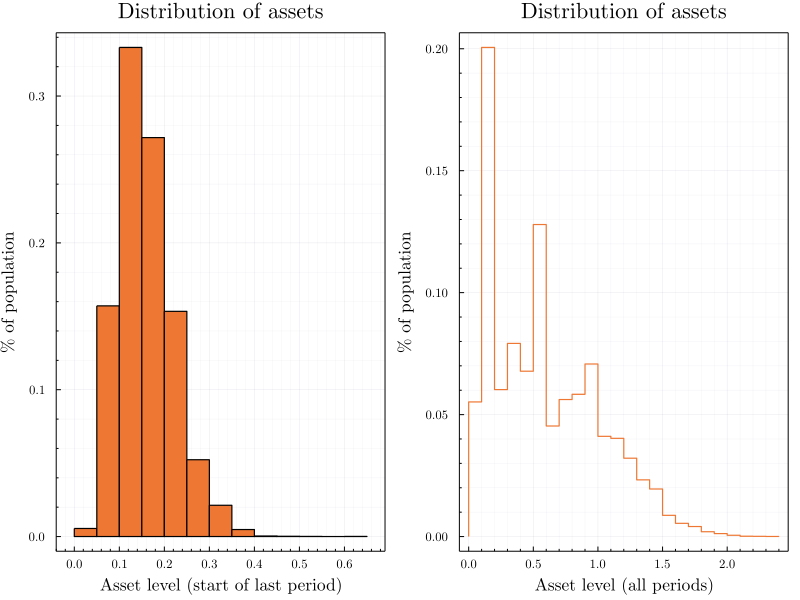 Distribution of assets
% of population
0.3
0.2
0.1
0.0
0.0 0.1 0.2 0.3 0.4 0.5 0.6
Asset level (start of last period)
Distribution of assets
% of population
0.20
0.15
0.10
0.05
0.00
0.0 0.5 1.0 1.5 2.0
Asset level (all periods)